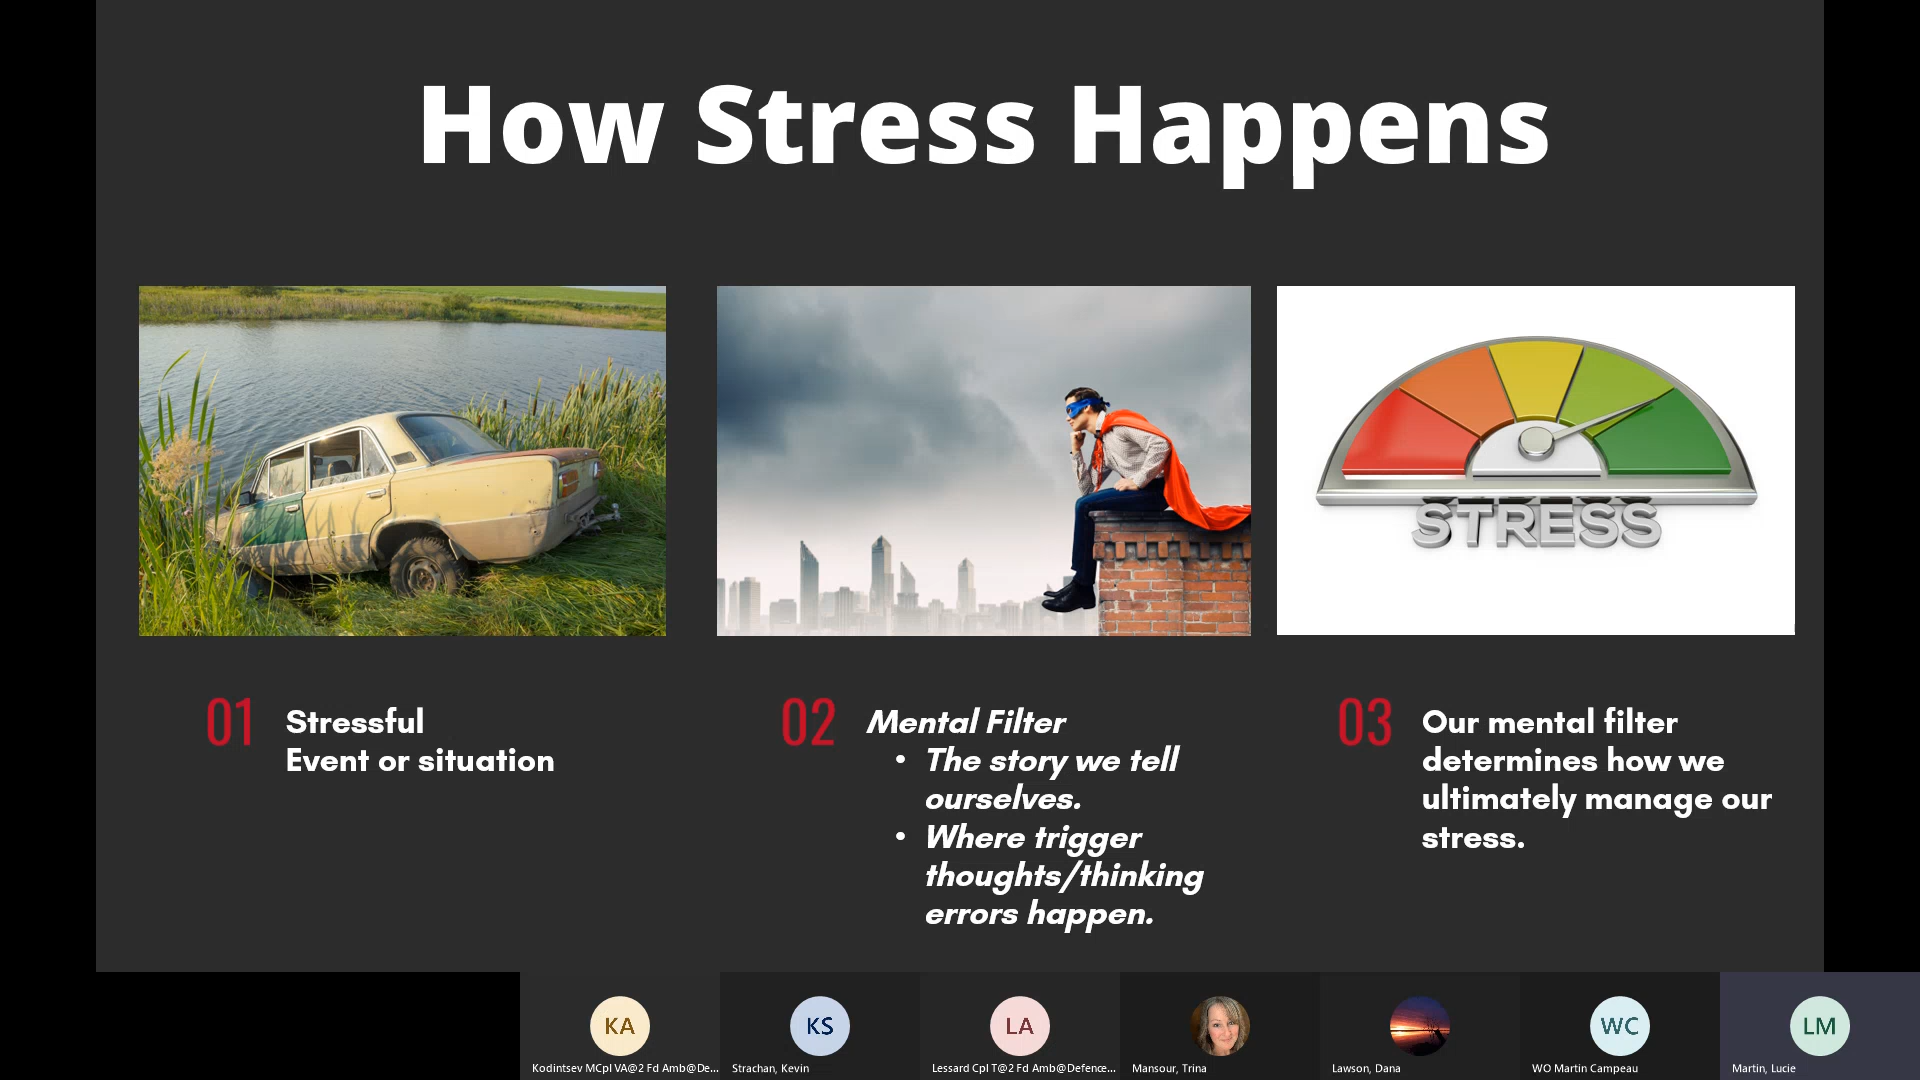 How Stress Happens
STRESS
01
Stressful
Event or situation
02
Mental Filter
• The story we tell
ourselves.
• Where trigger
thoughts/thinking
errors happen.
03
Our mental filter
determines how we
ultimately manage our
stress.
KA
Kodintsev MCpl VA@2 Fd Amb@De...
KS
Strachan, Kevin
LA
Lessard Cpl T@2 Fd Amb@Defence...
Mansour, Trina
Lawson, Dana
WC
WO Martin Campeau
LM
Martin, Lucie